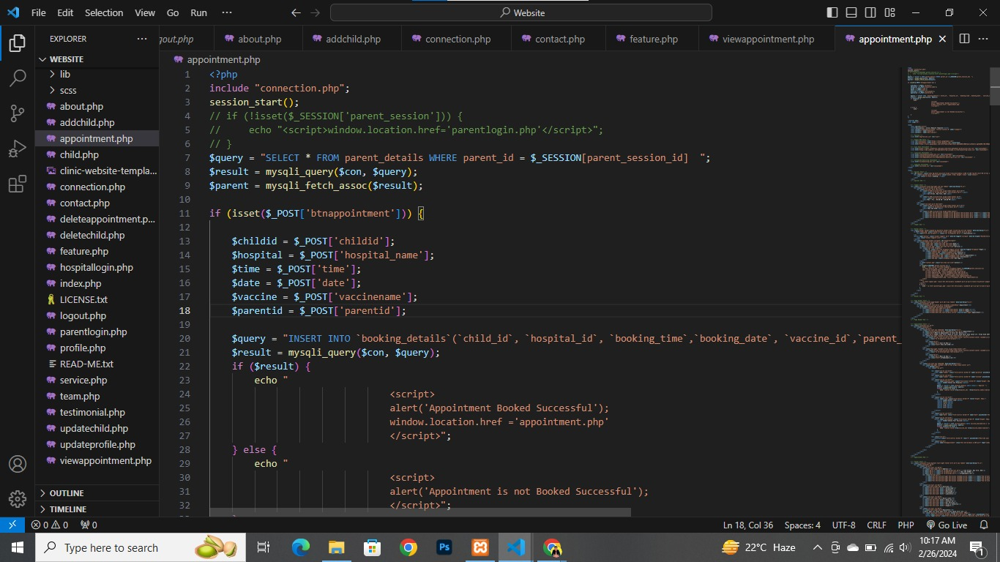 File Edit Selection View Go Run ···
Website
EXPLORER ···
WEBSITE
lib
scss
about.php
addchild.php
appointment.php
child.php
clinic-website-templa...
connection.php
contact.php
deleteappointment.p...
deletechild.php
feature.php
hospitallogin.php
index.php
LICENSE.txt
logout.php
parentlogin.php
profile.php
READ-ME.txt
service.php
team.php
testimonial.php
updatechild.php
updateprofile.php
viewappointment.php
OUTLINE
TIMELINE
gout.php about.php addchild.php connection.php contact.php feature.php viewappointment.php appointment.php
appointment.php
1 <?php
2 include "connection.php";
3 session_start();
4 // if (!isset($_SESSION['parent_session'])) {
5 //     echo "<script>window.location.href='parentlogin.php'</script>";
6 // }
7 $query = "SELECT * FROM parent_details WHERE parent_id = $_SESSION[parent_session_id]  ";
8 $result = mysqli_query($con, $query);
9 $parent = mysqli_fetch_assoc($result);
10
11 if (isset($_POST['btnappointment'])) {
12
13     $childid = $_POST['childid'];
14     $hospital = $_POST['hospital_name'];
15     $time = $_POST['time'];
16     $date = $_POST['date'];
17     $vaccine = $_POST['vaccinename'];
18     $parentid = $_POST['parentid'];
19
20     $query = "INSERT INTO `booking_details`(`child_id`, `hospital_id`, `booking_time`,`booking_date`, `vaccine_id`,`parent_
21     $result = mysqli_query($con, $query);
22     if ($result) {
23         echo "
24                                 <script>
25                                 alert('Appointment Booked Successful');
26                                 window.location.href ='appointment.php'
27                                 </script>";
28     } else {
29         echo "
30                                 <script>
31                                 alert('Appointment is not Booked Successful');
32                                 </script>";
0 0 0 Ln 18, Col 36 Spaces: 4 UTF-8 CRLF PHP Go Live
Type here to search
Ps
22°C Haze
10:17 AM
2/26/2024
1